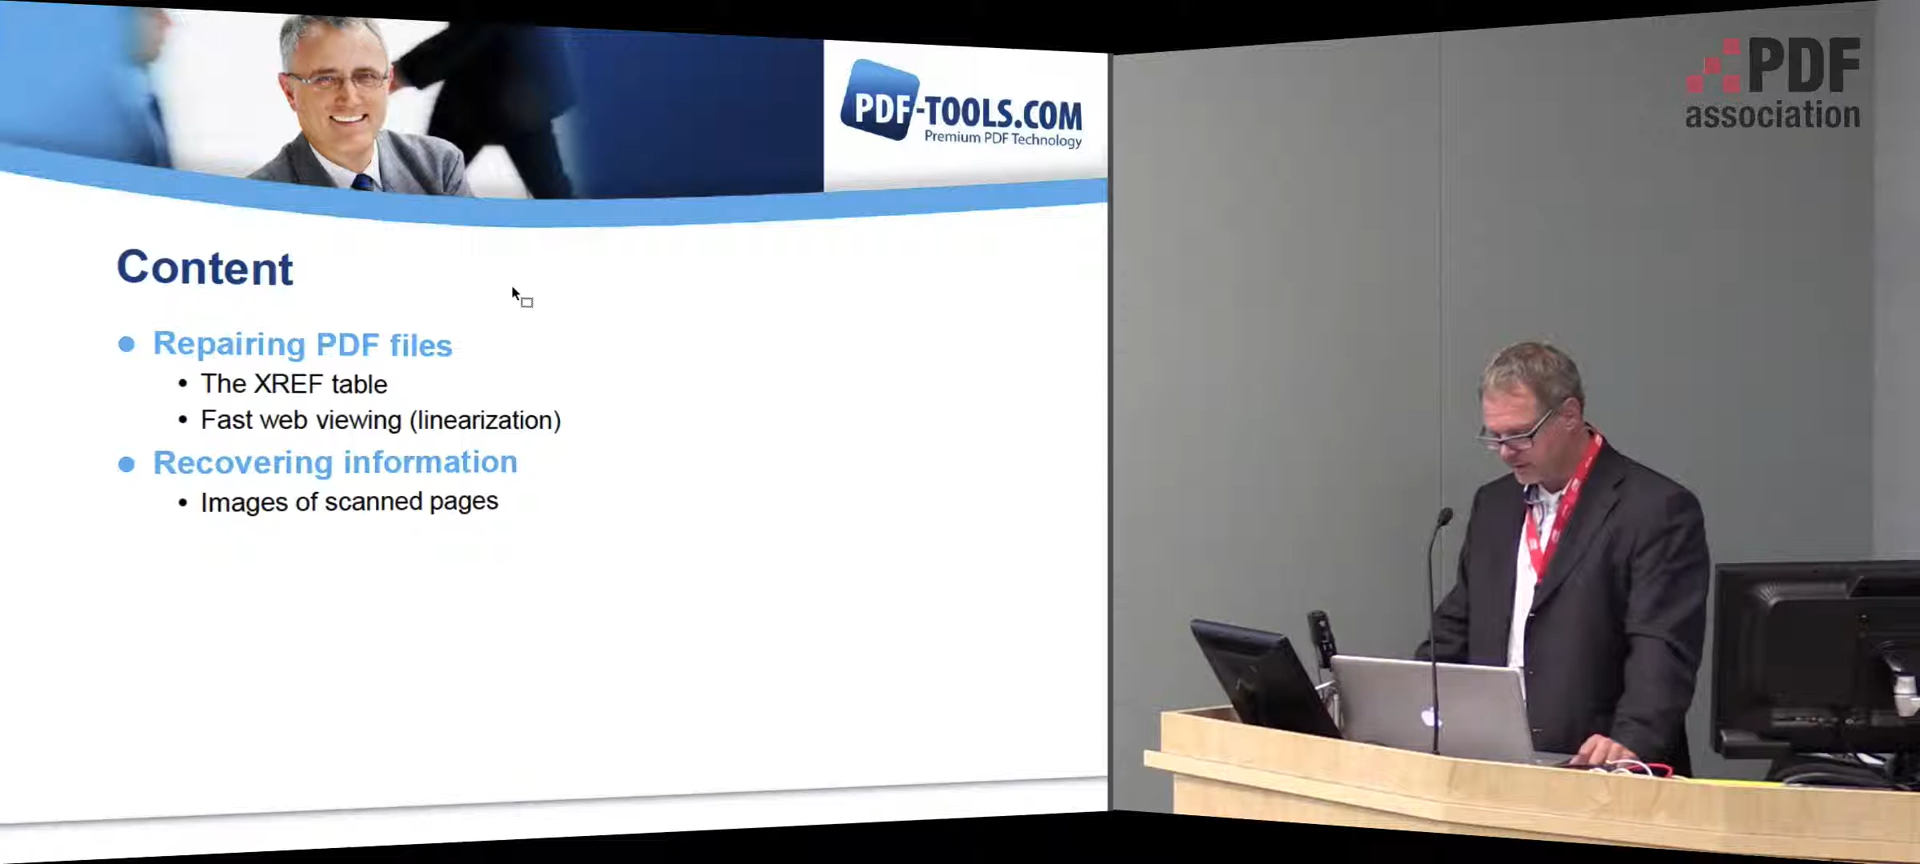 PDF-TOOLS.COM
Premium PDF Technology
PDF
association
Content
Repairing PDF files
• The XREF table
• Fast web viewing (linearization)
Recovering information
• Images of scanned pages